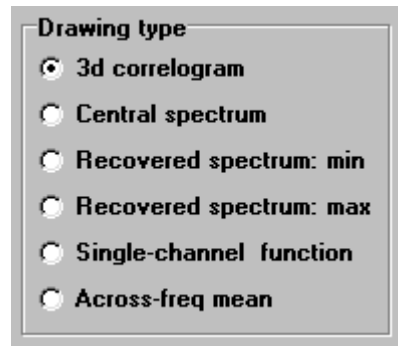 Drawing type
3d correlogram
Central spectrum
Recovered spectrum: min
Recovered spectrum: max
Single-channel  function
Across-freq mean